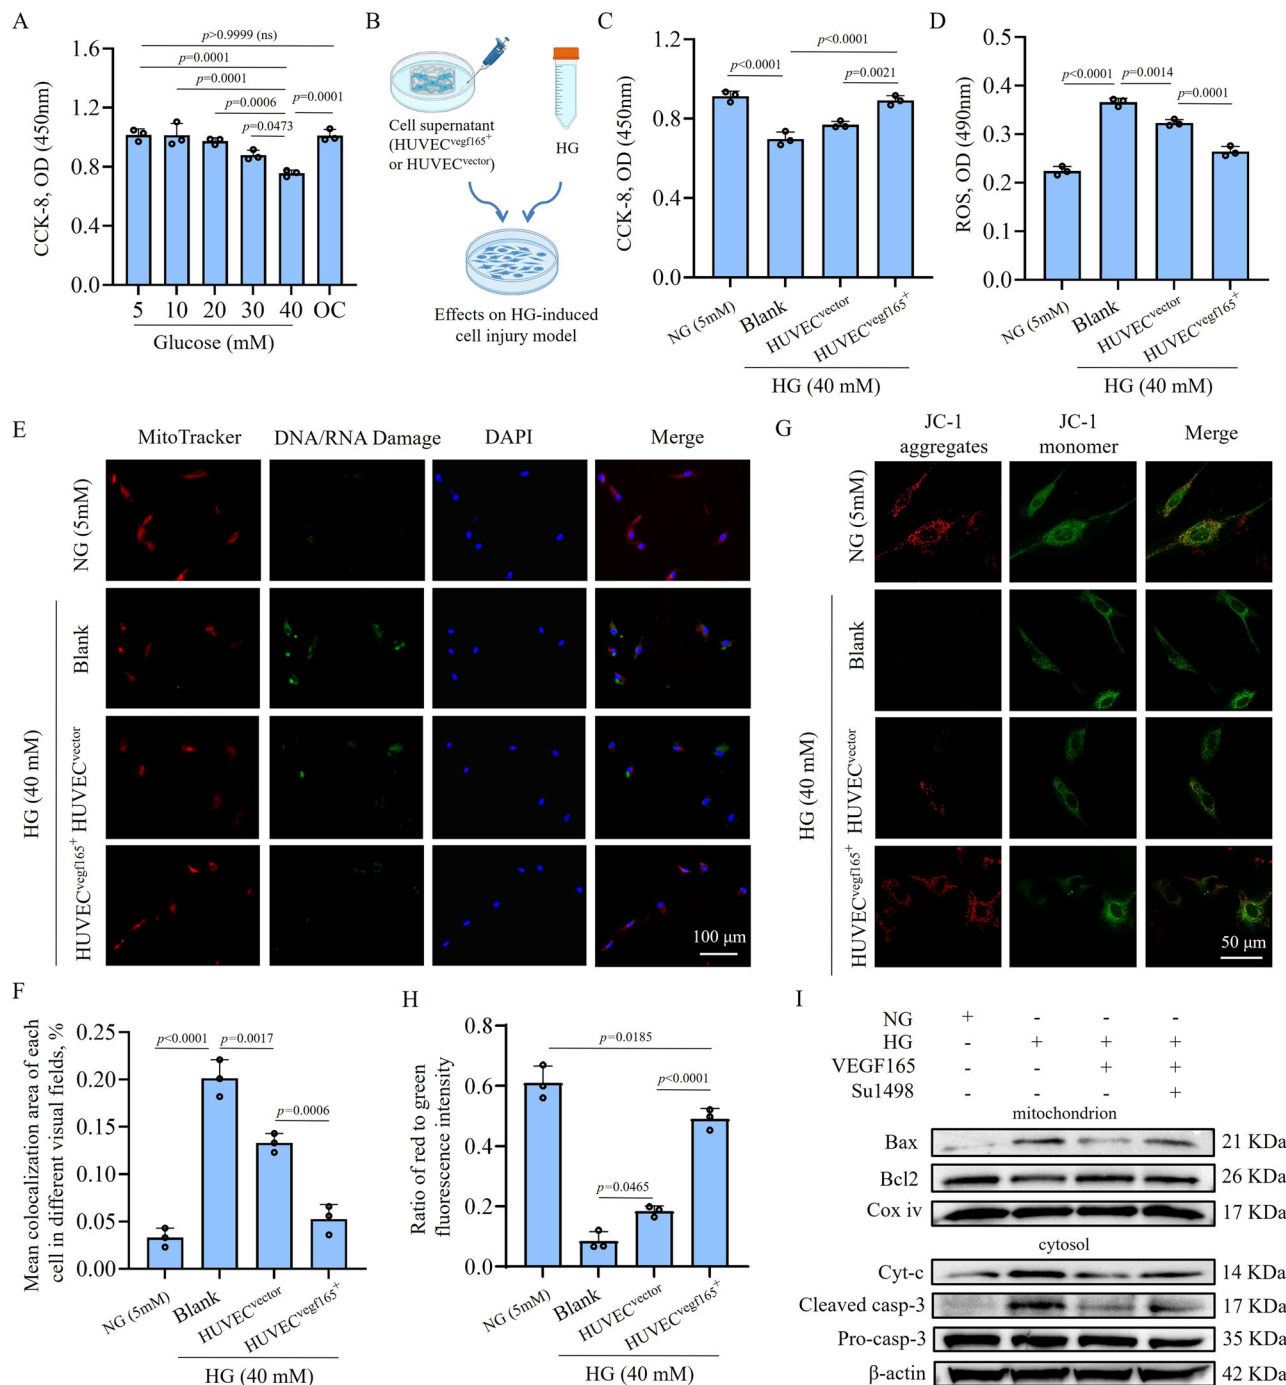 A
p>0.9999 (ns)
p=0.0001
p=0.0001
p=0.0006
p=0.0001
p=0.0473
CCK-8, OD (450nm)
1.6
1.2
0.8
0.4
0.0
5 10 20 30 40 OC
Glucose (mM)
B
Cell supernatant
(HUVECvegf165+
or HUVECvector)
HG
Effects on HG-induced
cell injury model
C
p<0.0001
p<0.0001
p=0.0021
CCK-8, OD (450nm)
1.2
0.8
0.4
0.0
NG (5mM)
Blank
HUVECvector
HUVECvegf165+
HG (40 mM)
D
p<0.0001
p=0.0014
p=0.0001
ROS, OD (490nm)
0.5
0.4
0.3
0.2
0.1
0.0
NG (5mM)
Blank
HUVECvector
HUVECvegf165+
HG (40 mM)
E
MitoTracker DNA/RNA Damage DAPI Merge
NG (5mM)
Blank
HUVECvector
HUVECvegf165+
HG (40 mM)
100 μm
G
JC-1 aggregates
JC-1 monomer
Merge
NG (5mM)
Blank
HUVECvector
HUVECvegf165+
HG (40 mM)
50 μm
F
Mean colocalization area of each
cell in different visual fields, %
p<0.0001
p=0.0017
p=0.0006
0.25
0.20
0.15
0.10
0.05
0.00
NG (5mM)
Blank
HUVECvector
HUVECvegf165+
HG (40 mM)
H
Ratio of red to green
fluorescence intensity
p=0.0185
p<0.0001
p=0.0465
0.8
0.6
0.4
0.2
0.0
NG (5mM)
Blank
HUVECvector
HUVECvegf165+
HG (40 mM)
I
NG + - - -
HG - + + +
VEGF165 - - + +
Su1498 - - - +
mitochondrion
Bax 21 KDa
Bcl2 26 KDa
Cox iv 17 KDa
cytosol
Cyt-c 14 KDa
Cleaved casp-3 17 KDa
Pro-casp-3 35 KDa
β-actin 42 KDa